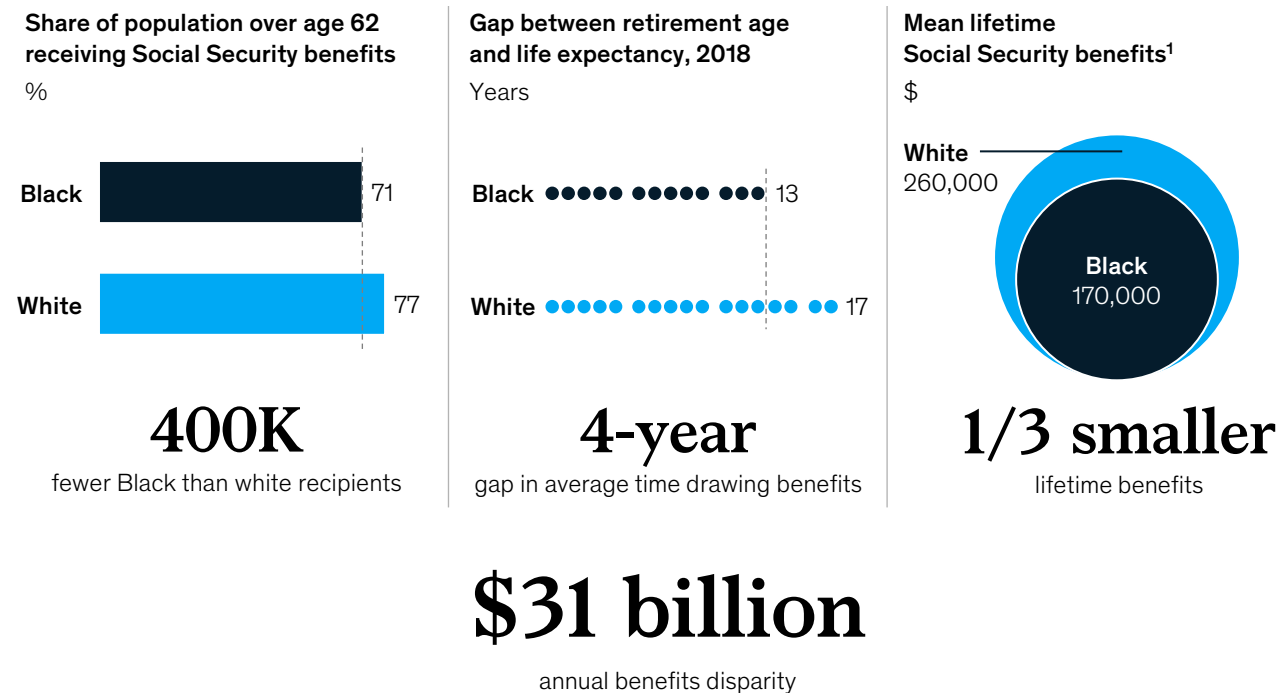 Share of population over age 62
receiving Social Security benefits
%
Black
71
White
77
400K
fewer Black than white recipients
Gap between retirement age
and life expectancy, 2018
Years
Black
13
White
17
4-year
gap in average time drawing benefits
Mean lifetime
Social Security benefits¹
$
White
260,000
Black
170,000
1/3 smaller
lifetime benefits
$31 billion
annual benefits disparity